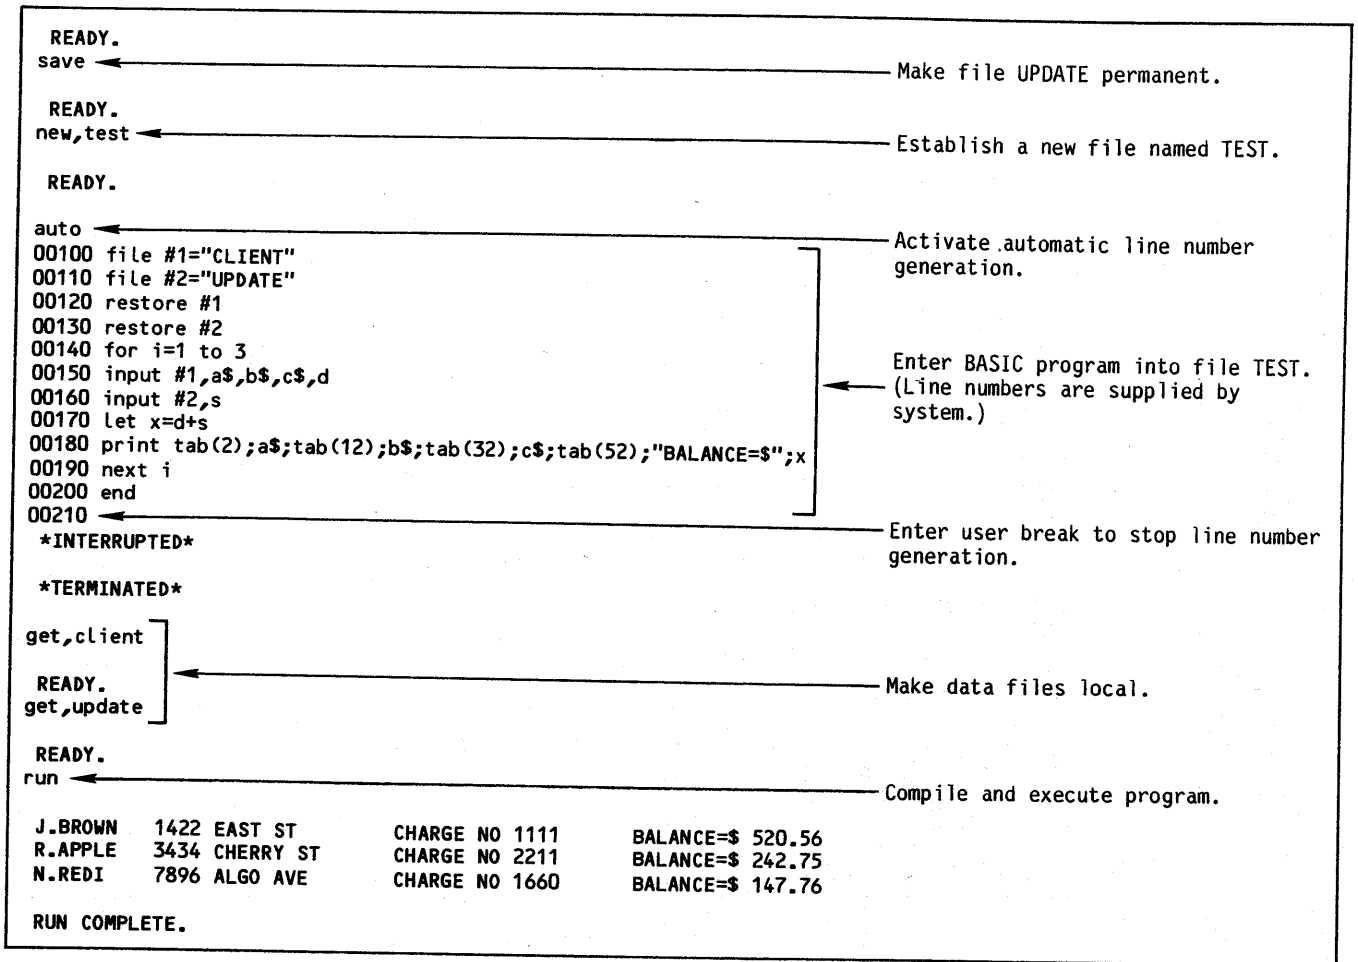 READY.
save
Make file UPDATE permanent.
READY.
new,test
Establish a new file named TEST.
READY.
auto
Activate automatic line number
generation.
00100 file #1="CLIENT"
00110 file #2="UPDATE"
00120 restore #1
00130 restore #2
00140 for i=1 to 3
00150 input #1,a$,b$,c$,d
00160 input #2,s
00170 let x=d+s
00180 print tab(2);a$;tab(12);b$;tab(32);c$;tab(52);"BALANCE=$";x
00190 next i
00200 end
Enter BASIC program into file TEST.
(Line numbers are supplied by
system.)
00210
Enter user break to stop line number
generation.
*INTERRUPTED*
*TERMINATED*
get,client
READY.
get,update
Make data files local.
READY.
run
Compile and execute program.
J.BROWN 1422 EAST ST CHARGE NO 1111 BALANCE=$ 520.56
R.APPLE 3434 CHERRY ST CHARGE NO 2211 BALANCE=$ 242.75
N.REDI 7896 ALGO AVE CHARGE NO 1660 BALANCE=$ 147.76
RUN COMPLETE.